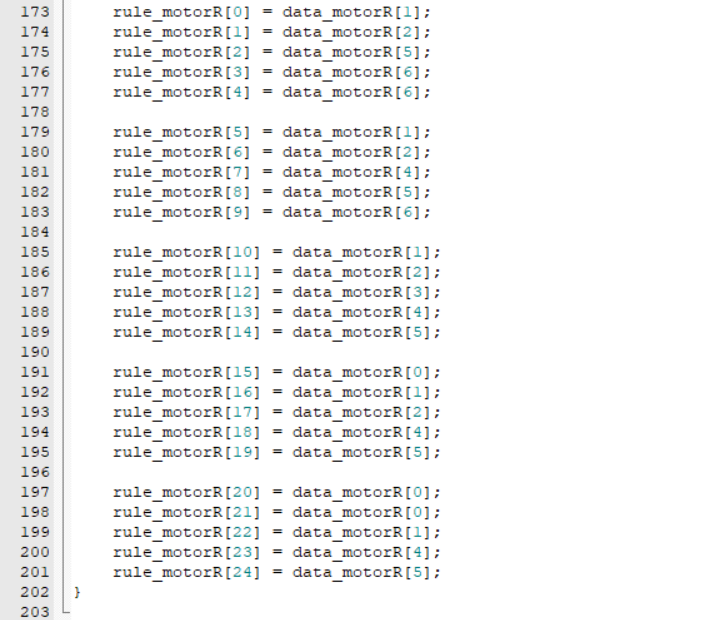 173 rule_motorR[0] = data_motorR[1];
174 rule_motorR[1] = data_motorR[2];
175 rule_motorR[2] = data_motorR[5];
176 rule_motorR[3] = data_motorR[6];
177 rule_motorR[4] = data_motorR[6];
178
179 rule_motorR[5] = data_motorR[1];
180 rule_motorR[6] = data_motorR[2];
181 rule_motorR[7] = data_motorR[4];
182 rule_motorR[8] = data_motorR[5];
183 rule_motorR[9] = data_motorR[6];
184
185 rule_motorR[10] = data_motorR[1];
186 rule_motorR[11] = data_motorR[2];
187 rule_motorR[12] = data_motorR[3];
188 rule_motorR[13] = data_motorR[4];
189 rule_motorR[14] = data_motorR[5];
190
191 rule_motorR[15] = data_motorR[0];
192 rule_motorR[16] = data_motorR[1];
193 rule_motorR[17] = data_motorR[2];
194 rule_motorR[18] = data_motorR[4];
195 rule_motorR[19] = data_motorR[5];
196
197 rule_motorR[20] = data_motorR[0];
198 rule_motorR[21] = data_motorR[0];
199 rule_motorR[22] = data_motorR[1];
200 rule_motorR[23] = data_motorR[4];
201 rule_motorR[24] = data_motorR[5];
202 }
203